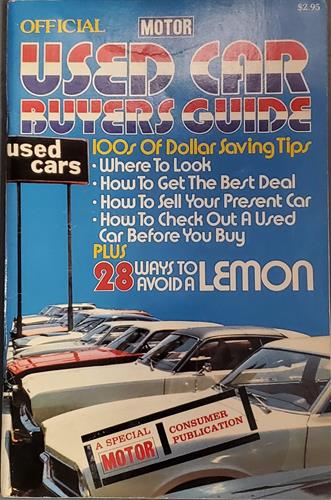 $2.95
OFFICIAL
MOTOR
USED CAR
BUYERS GUIDE
100s Of Dollar Saving Tips
• Where To Look
• How To Get The Best Deal
• How To Sell Your Present Car
• How To Check Out A Used
Car Before You Buy
PLUS
28 WAYS TO
AVOID A LEMON
used
cars
A SPECIAL
MOTOR
CONSUMER
PUBLICATION